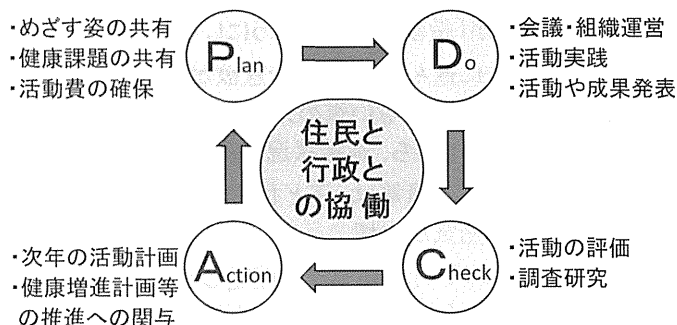 ・めざす姿の共有
・健康課題の共有
・活動費の確保
Plan
Do
・会議・組織運営
・活動実践
・活動や成果発表
住民と
行政と
の協働
・次年の活動計画
・健康増進計画等
の推進への関与
Action
Check
・活動の評価
・調査研究